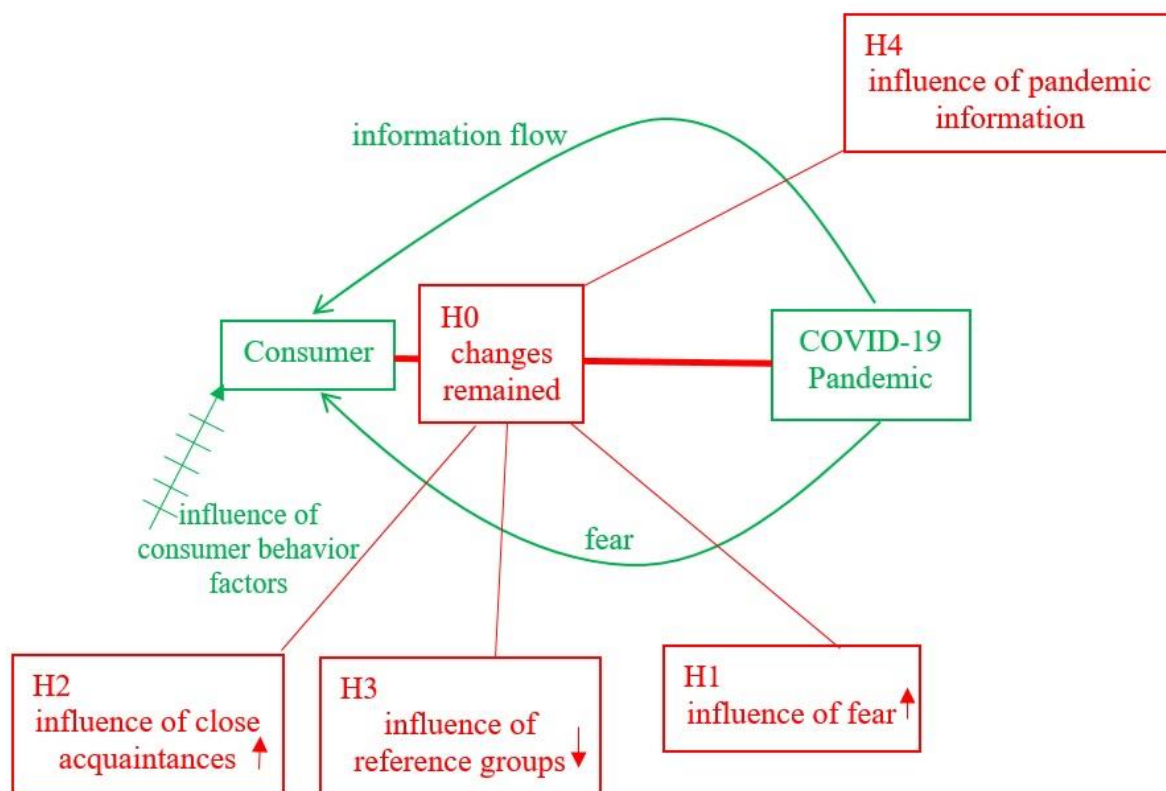 H4
influence of pandemic
information
information flow
H0
changes
remained
Consumer
COVID-19
Pandemic
influence of
consumer behavior
factors
fear
H2
influence of close
acquaintances
H3
influence of
reference groups
H1
influence of fear